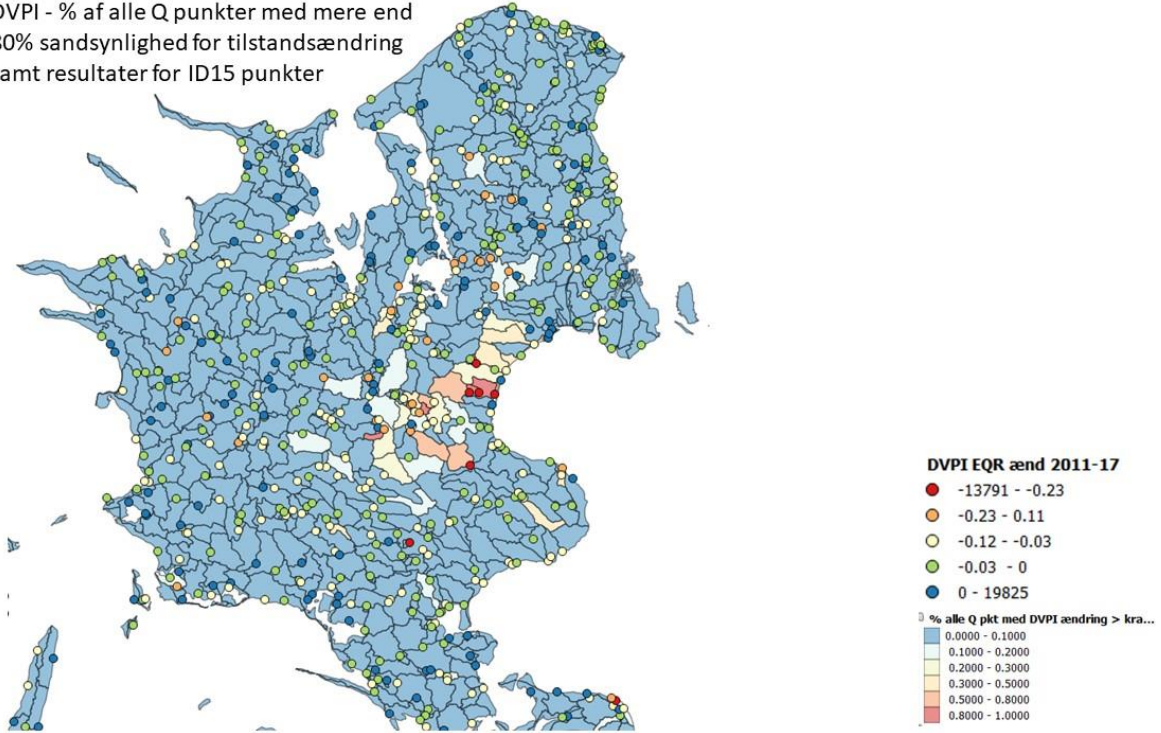 DVPI - % af alle Q punkter med mere end
80% sandsynlighed for tilstandsændring
samt resultater for ID15 punkter
DVPI EQR ænd 2011-17
-13791 - -0.23
-0.23 - 0.11
-0.12 - -0.03
-0.03 - 0
0 - 19825
% alle Q pkt med DVPI ændring > kra...
0.0000 - 0.1000
0.1000 - 0.2000
0.2000 - 0.3000
0.3000 - 0.5000
0.5000 - 0.8000
0.8000 - 1.0000